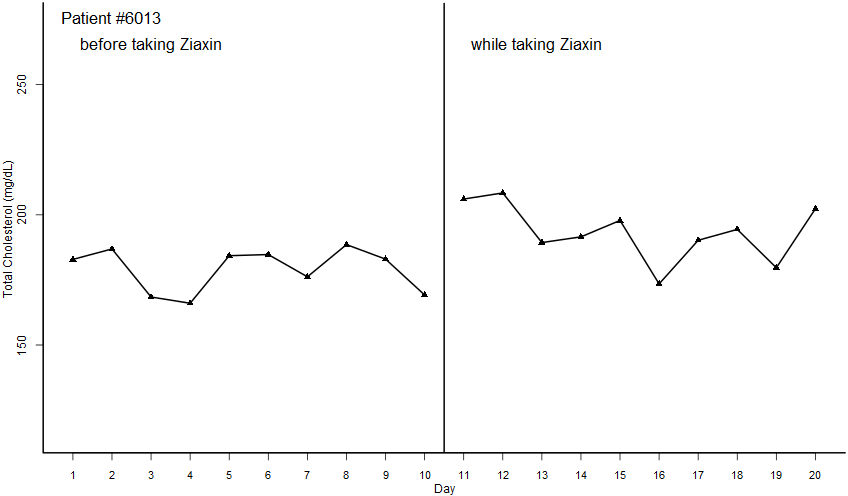 Patient #6013
before taking Ziaxin
while taking Ziaxin
Total Cholesterol (mg/dL)
250
200
150
1 2 3 4 5 6 7 8 9 10 11 12 13 14 15 16 17 18 19 20
Day